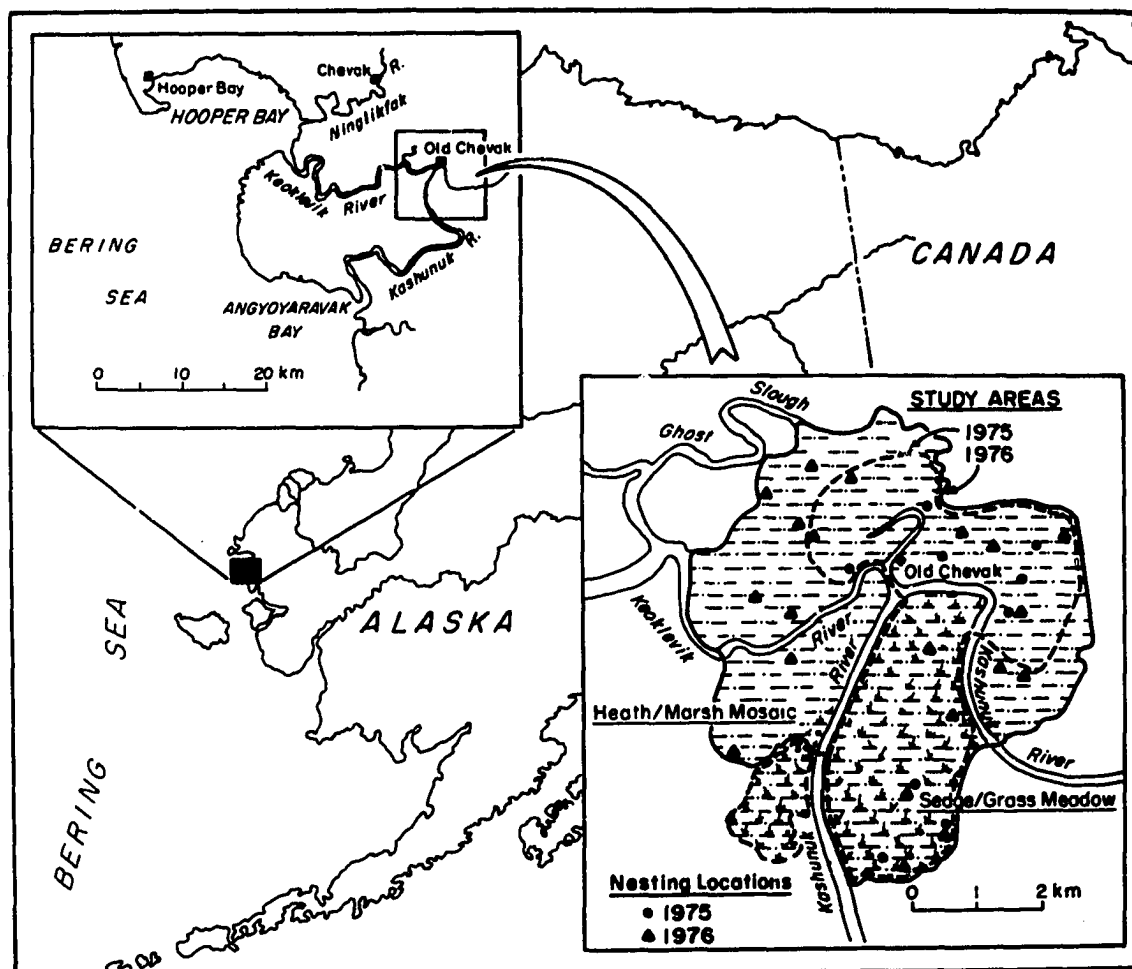 Hooper Bay
HOOPER BAY
Chevak
R.
Ninglikfak
Old Chevak
Keoklevik
River
Kashunuk
R.
BERING
SEA
ANGYOYARAVAK
BAY
0 10 20 km
CANADA
ALASKA
BERING SEA
STUDY AREAS
1975
1976
Slough
Ghost
Old Chevak
Keoklevik
River
River
Kashunuk
Ikashunuk
River
Heath/Marsh Mosaic
Sedge/Grass Meadow
Nesting Locations
1975
1976
0 1 2 km